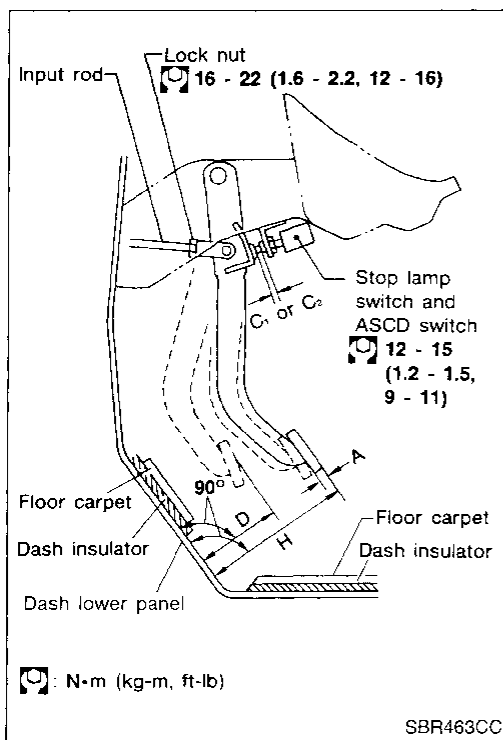 Lock nut
Input rod
16 - 22 (1.6 - 2.2, 12 - 16)
C₁ or C₂
Stop lamp
switch and
ASCD switch
12 - 15
(1.2 - 1.5,
9 - 11)
A
90°
D
H
Floor carpet
Dash insulator
Dash lower panel
Floor carpet
Dash insulator
: N•m (kg-m, ft-lb)
SBR463CC